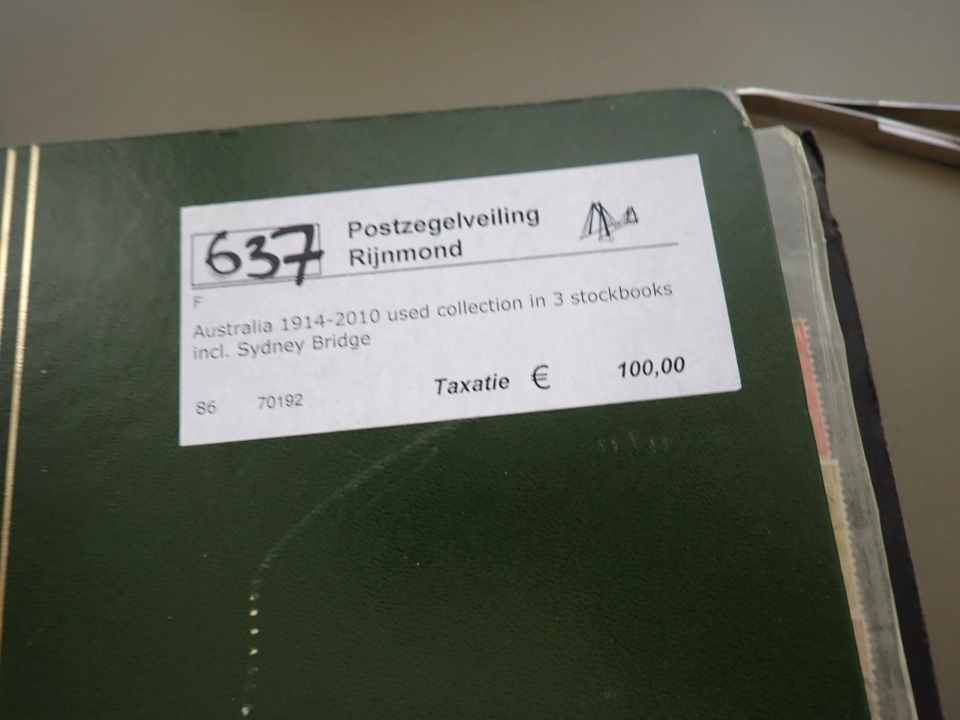 637
Postzegelveiling
Rijnmond
F
Australia 1914-2010 used collection in 3 stockbooks
incl. Sydney Bridge
Taxatie € 100,00
86 70192